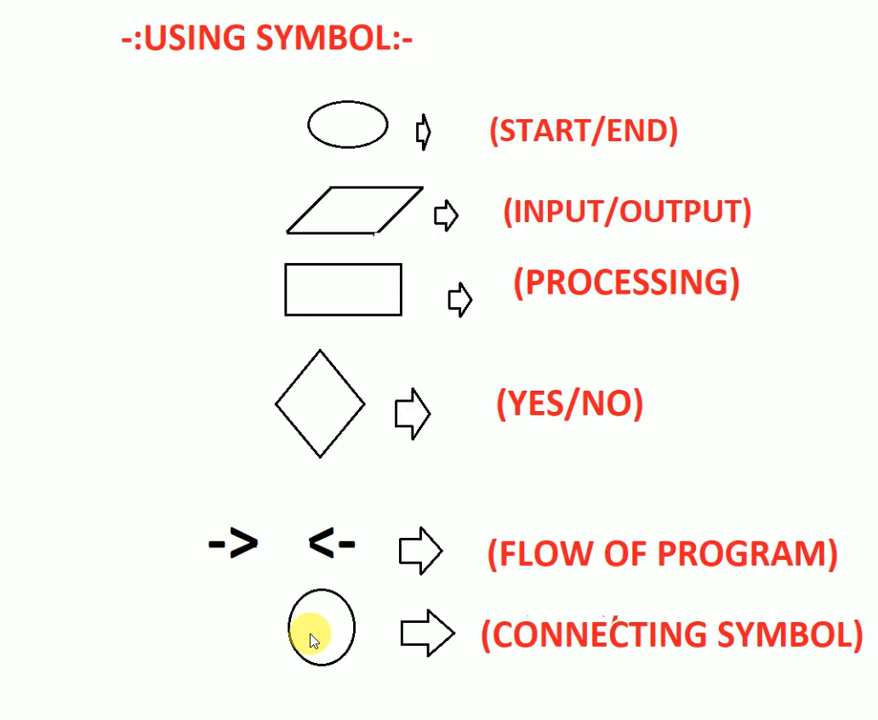 -:USING SYMBOL:-
(START/END)
(INPUT/OUTPUT)
(PROCESSING)
(YES/NO)
-> <- (FLOW OF PROGRAM)
(CONNECTING SYMBOL)